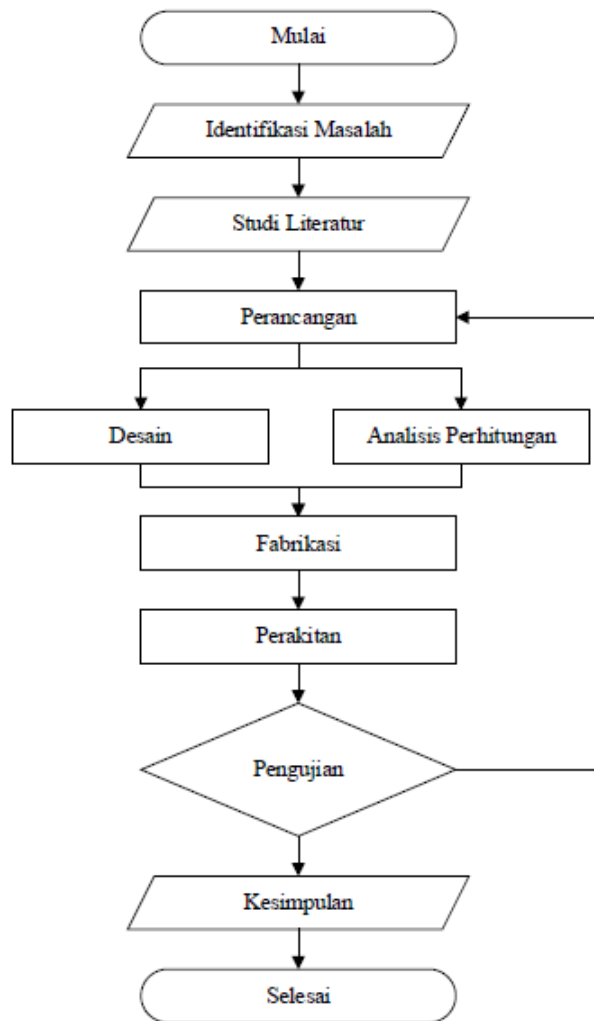 Mulai
Identifikasi Masalah
Studi Literatur
Perancangan
Desain
Analisis Perhitungan
Fabrikasi
Perakitan
Pengujian
Kesimpulan
Selesai